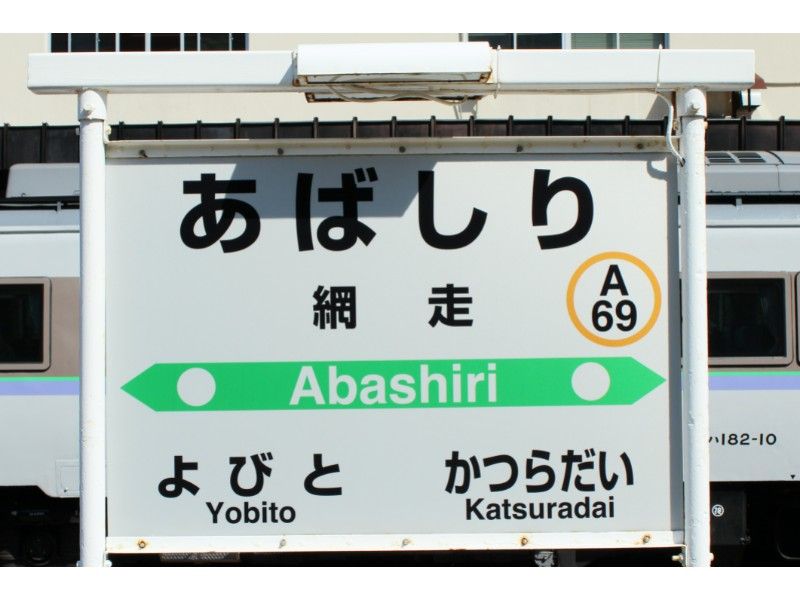 あばしり
網走
A
69
Abashiri
よびと
かつらだい
Yobito
Katsuradai
ハ182-10